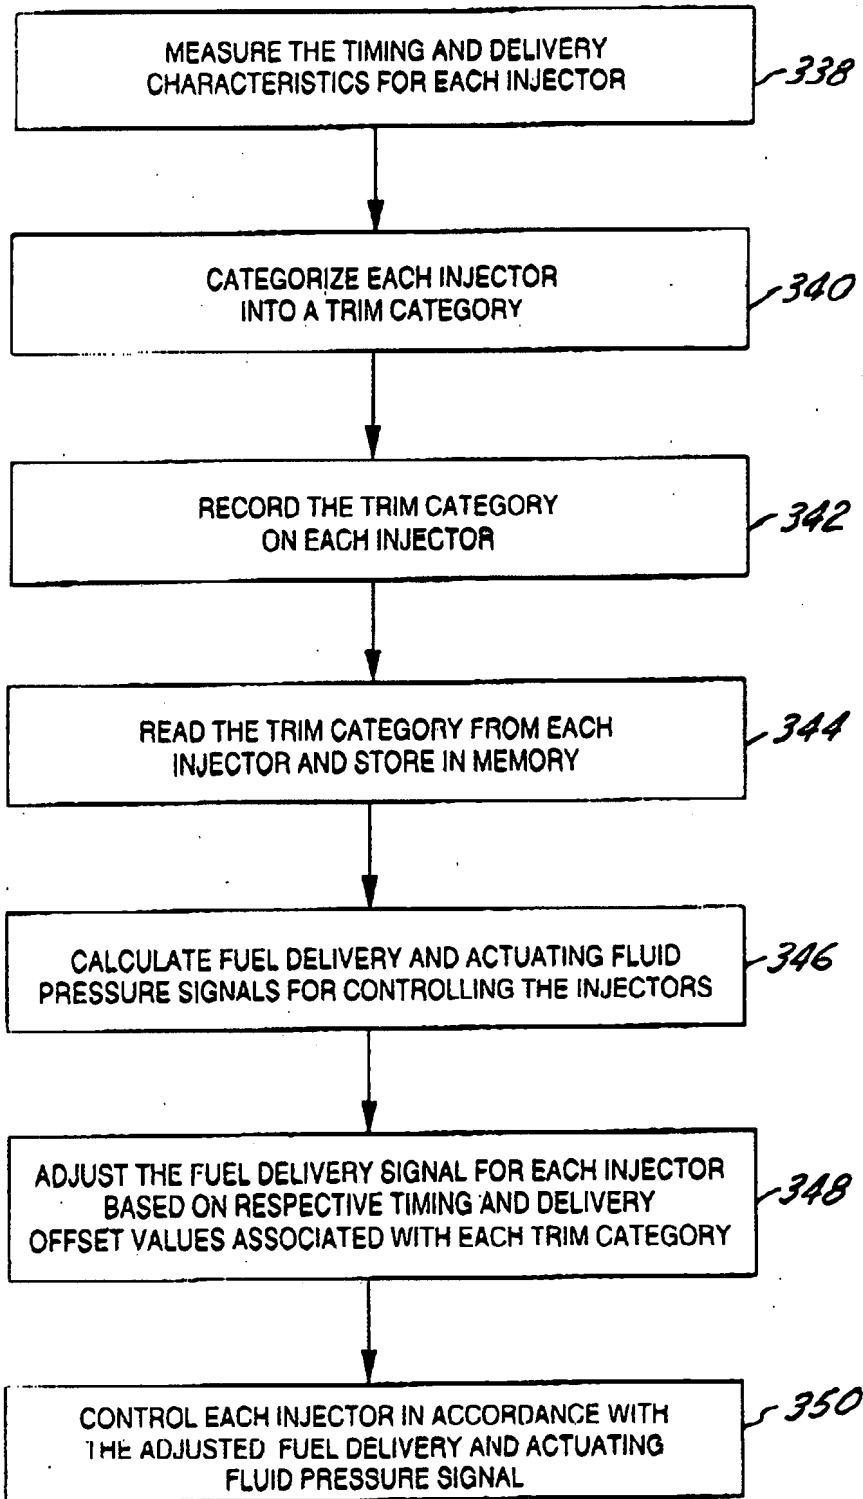 MEASURE THE TIMING AND DELIVERY
CHARACTERISTICS FOR EACH INJECTOR
338
CATEGORIZE EACH INJECTOR
INTO A TRIM CATEGORY
340
RECORD THE TRIM CATEGORY
ON EACH INJECTOR
342
READ THE TRIM CATEGORY FROM EACH
INJECTOR AND STORE IN MEMORY
344
CALCULATE FUEL DELIVERY AND ACTUATING FLUID
PRESSURE SIGNALS FOR CONTROLLING THE INJECTORS
346
ADJUST THE FUEL DELIVERY SIGNAL FOR EACH INJECTOR
BASED ON RESPECTIVE TIMING AND DELIVERY
OFFSET VALUES ASSOCIATED WITH EACH TRIM CATEGORY
348
CONTROL EACH INJECTOR IN ACCORDANCE WITH
THE ADJUSTED FUEL DELIVERY AND ACTUATING
FLUID PRESSURE SIGNAL
350